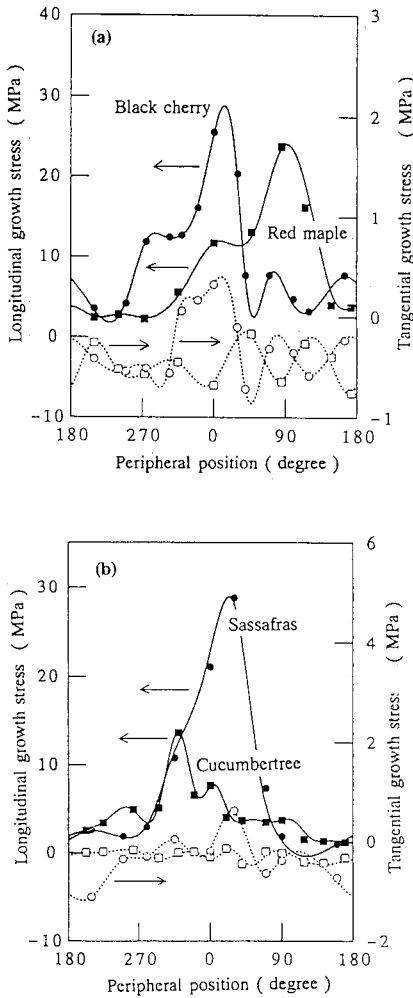 (a)
40
30
20
10
0
-10
Longitudinal growth stress ( MPa )
3
2
1
0
-1
Tangential growth stress ( MPa )
Black cherry
Red maple
180 270 0 90 180
Peripheral position ( degree )
(b)
30
20
10
0
-10
Longitudinal growth stress ( MPa )
6
4
2
0
-2
Tangential growth stress ( MPa )
Sassafras
Cucumbertree
180 270 0 90 180
Peripheral position ( degree )